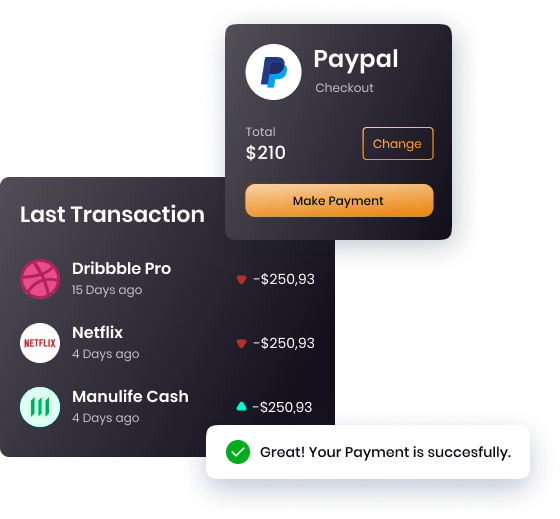 Paypal
Checkout
Total
$210
Change
Make Payment
Last Transaction
Dribbble Pro
15 Days ago
-$250,93
NETFLIX
Netflix
4 Days ago
-$250,93
Manulife Cash
4 Days ago
-$250,93
Great! Your Payment is succesfully.